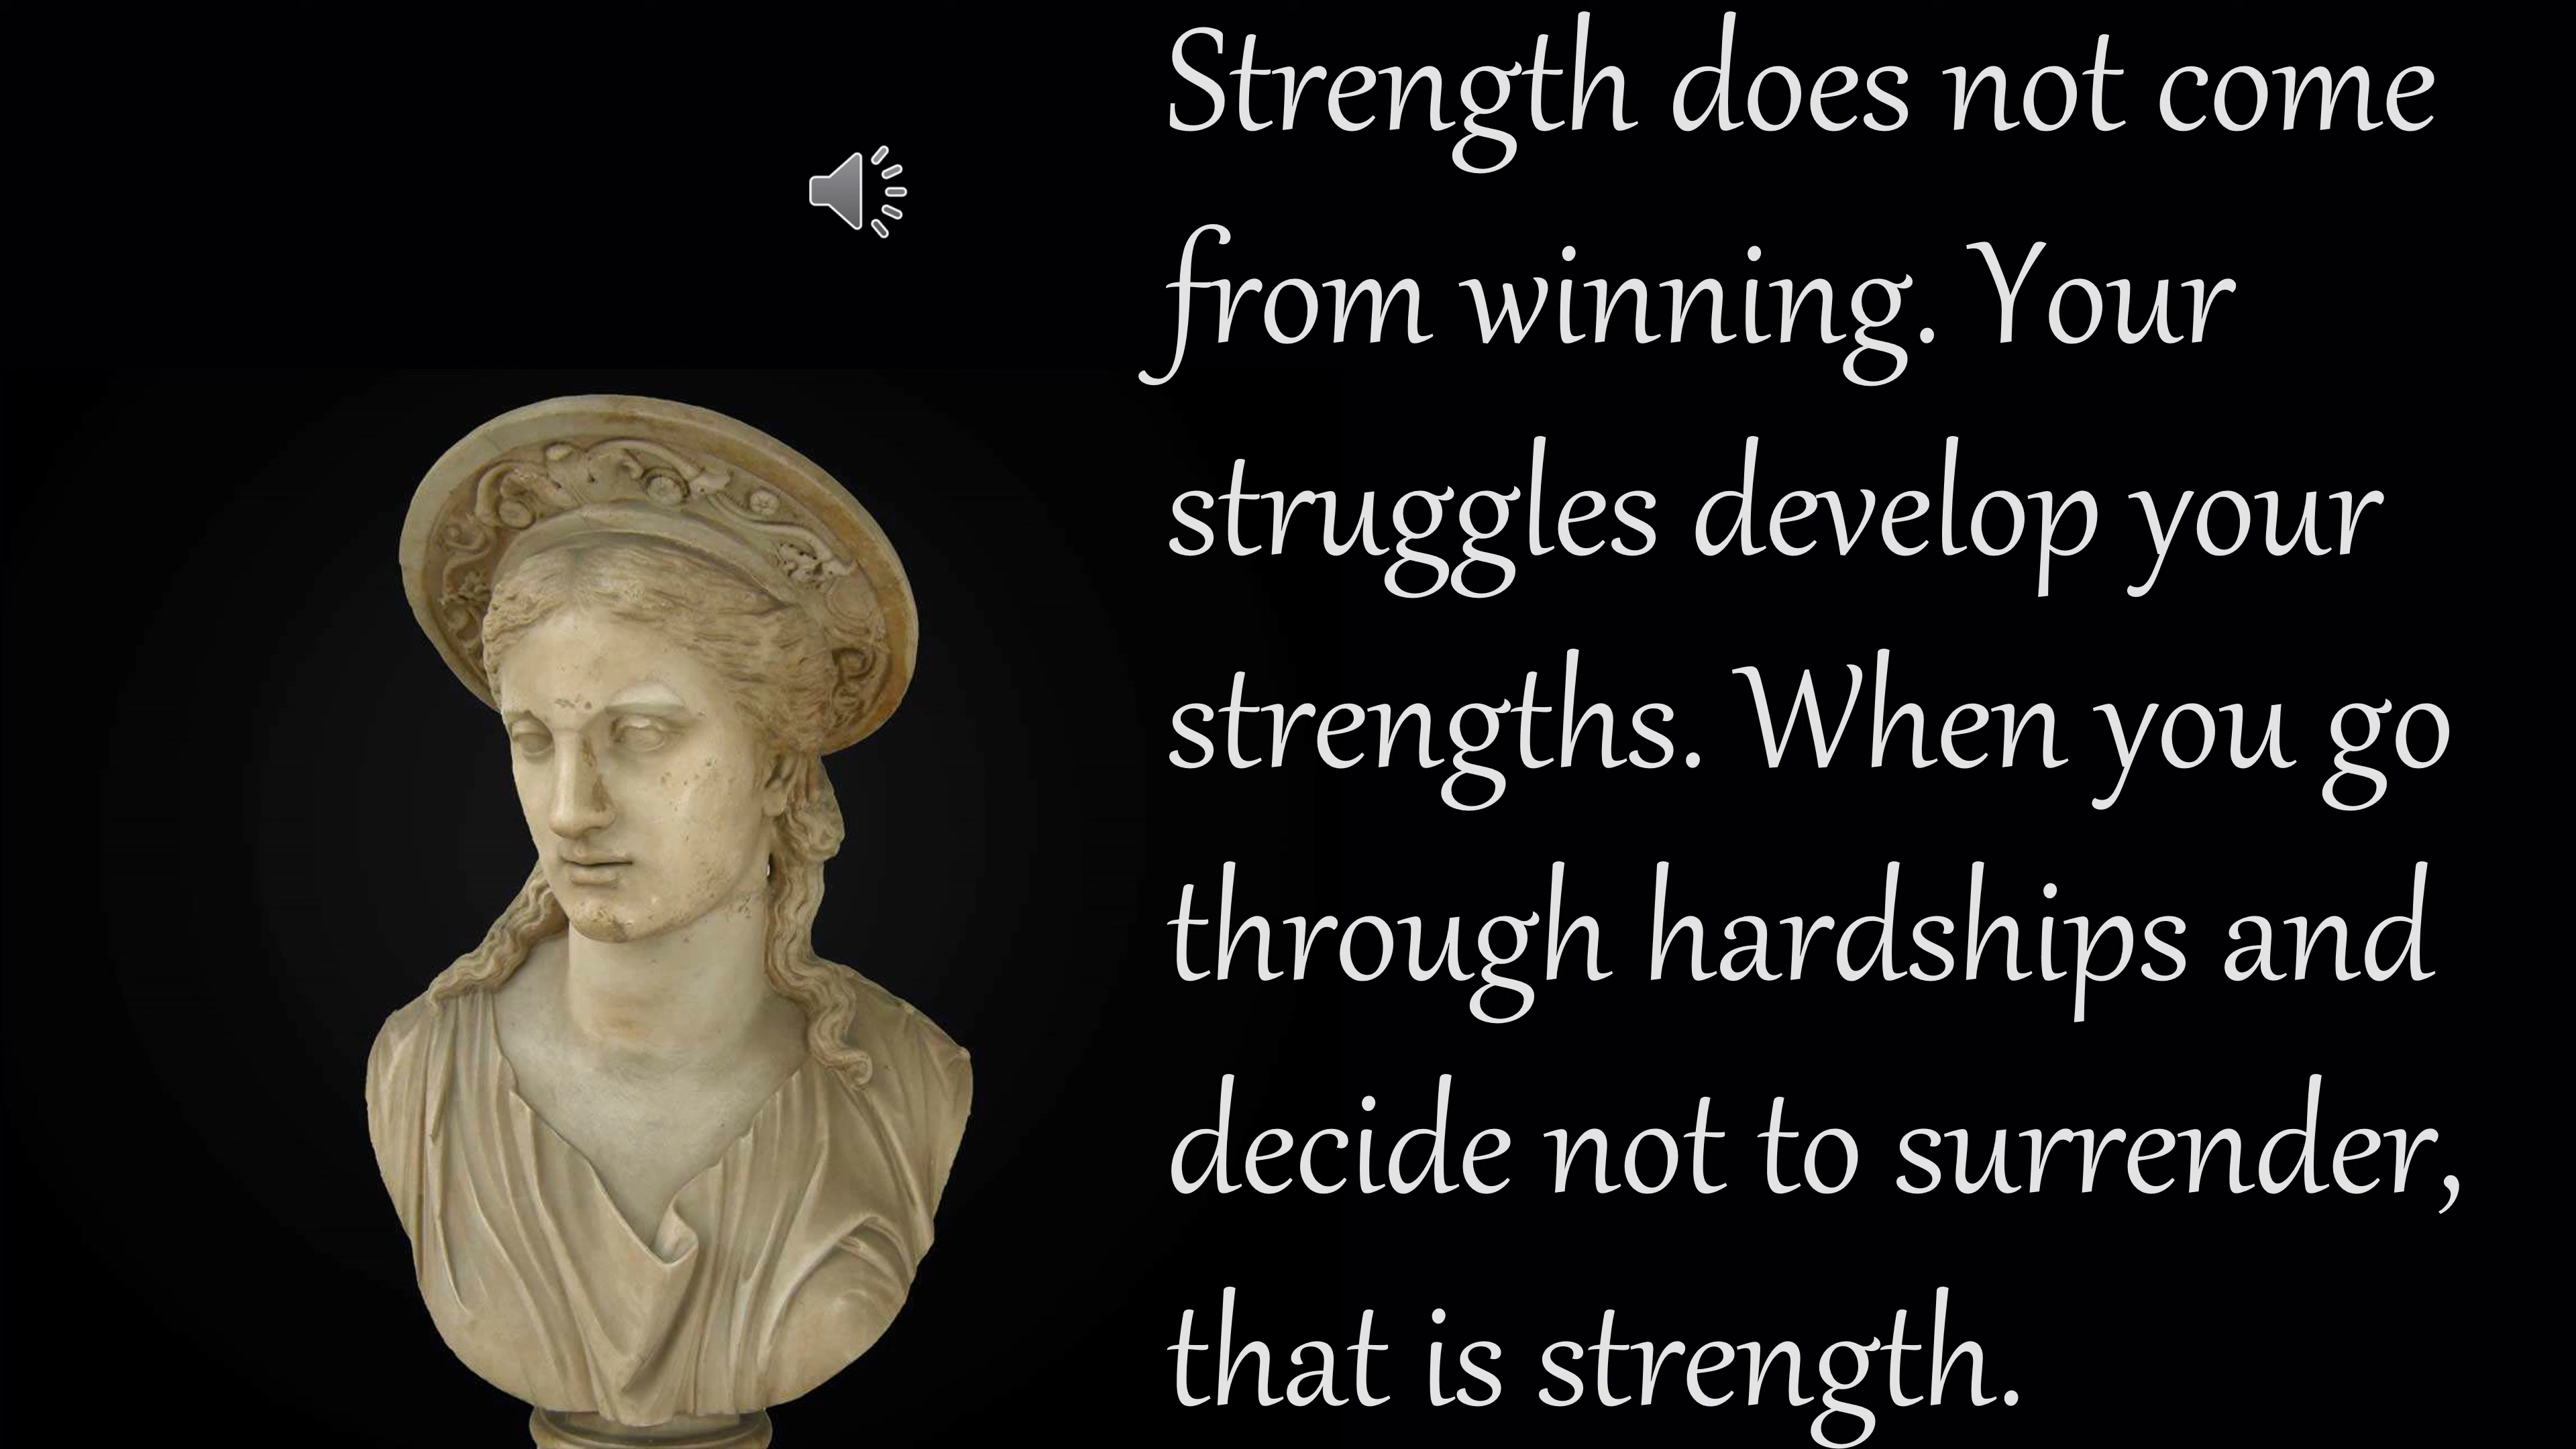 Strength does not come
from winning. Your
struggles develop your
strengths. When you go
through hardships and
decide not to surrender,
that is strength.